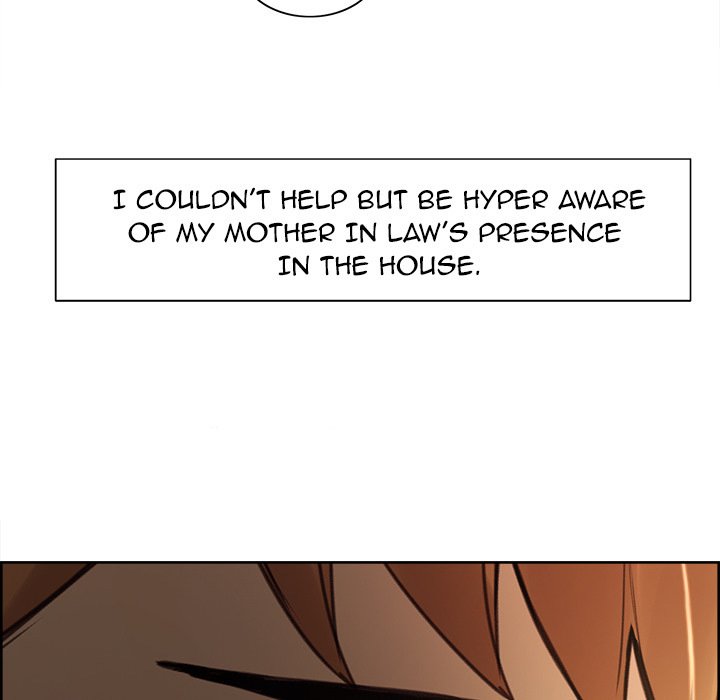 I COULDN'T HELP BUT BE HYPER AWARE
OF MY MOTHER IN LAW'S PRESENCE
IN THE HOUSE.